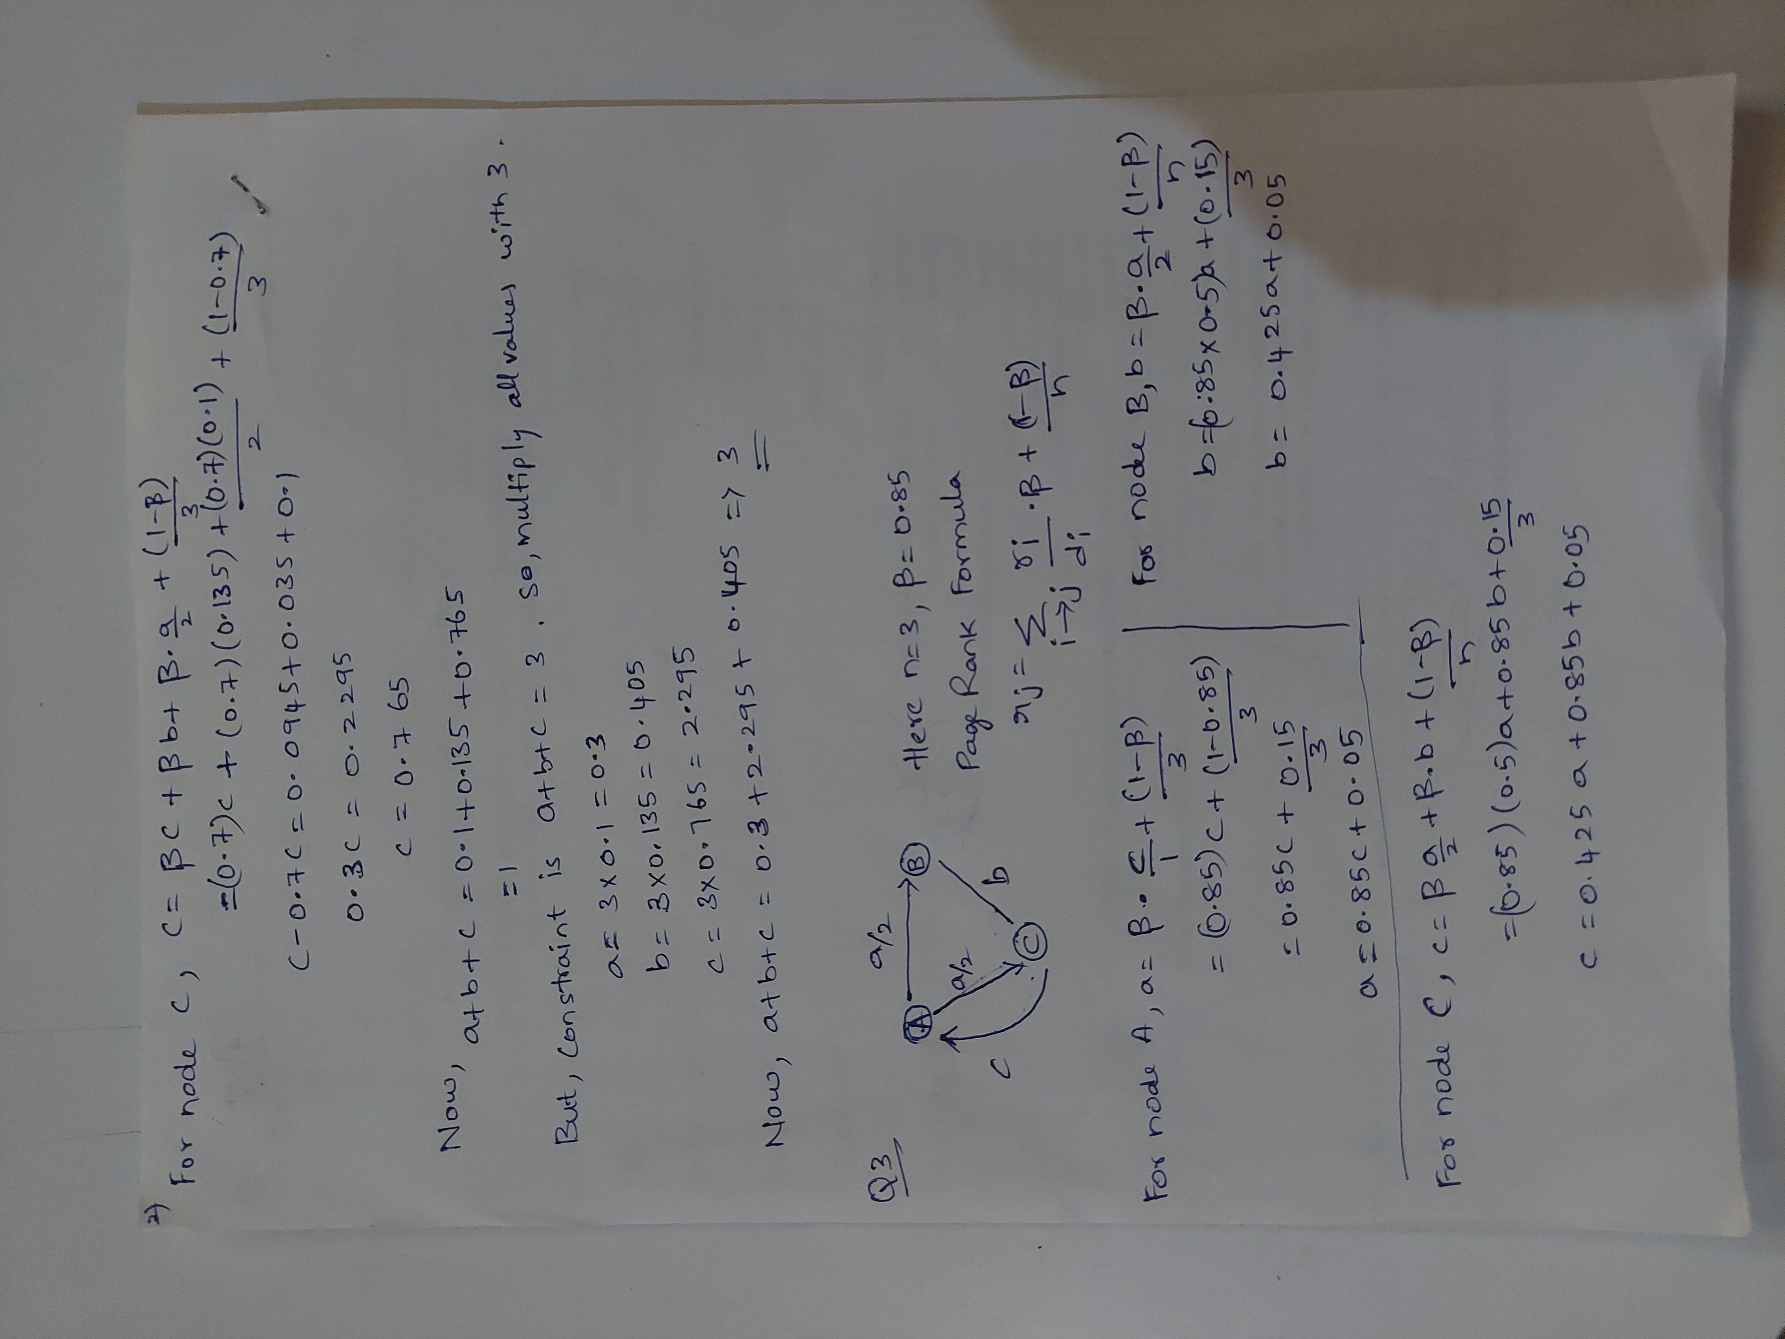 2)
For node C, C = βC + βb + β·a/2 + (1-β)/3
=(0.7)c + (0.7)(0.135) + (0.7)(0.1)/2 + (1-0.7)/3
C-0.7C = 0.0945+0.035+0.1
0.3C = 0.2295
C = 0.765
Now, a+b+c = 0.1+0.135+0.765
=1
But, constraint is a+b+c = 3. so, multiply all values with 3.
a = 3×0.1 = 0.3
b = 3×0.135 = 0.405
c = 3×0.765 = 2.295
Now, a+b+c = 0.3+2.295+0.405 => 3
Q3
a/2
A
B
a/2
C
b
C
Here n=3, β=0.85
Page Rank Formula
rj = Σ i→j ri/di ·β + (1-β)/n
For node A, a = β·c/1 + (1-β)/3
= (0.85)c + (1-0.85)/3
= 0.85c + 0.15/3
a = 0.85c+0.05
For node B, b = β·a/2 + (1-β)/n
b=(0.85×0.5)a+(0.15)/3
b = 0.425a+0.05
For node C, c = β a/2 + β·b + (1-β)/n
=(0.85)(0.5)a+0.85b+0.15/3
c = 0.425a+0.85b+0.05